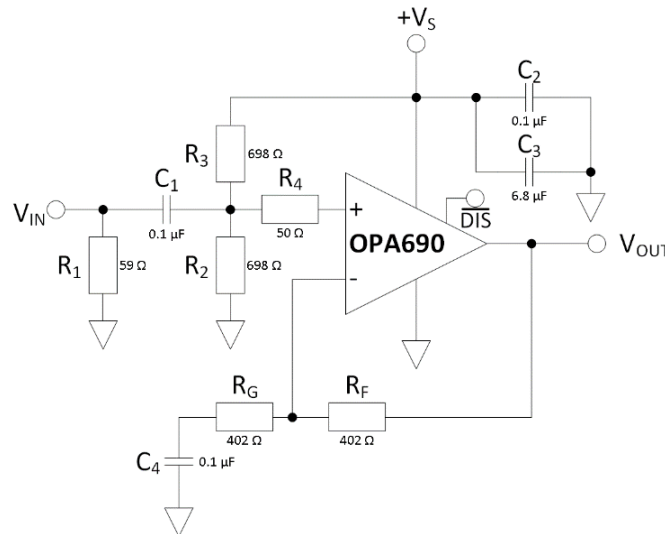 +VS
C2
0.1 µF
C3
6.8 µF
R3
698 Ω
C1
0.1 µF
R4
50 Ω
VIN
R1
59 Ω
R2
698 Ω
+
-
OPA690
DIS
VOUT
RG
402 Ω
RF
402 Ω
C4
0.1 µF